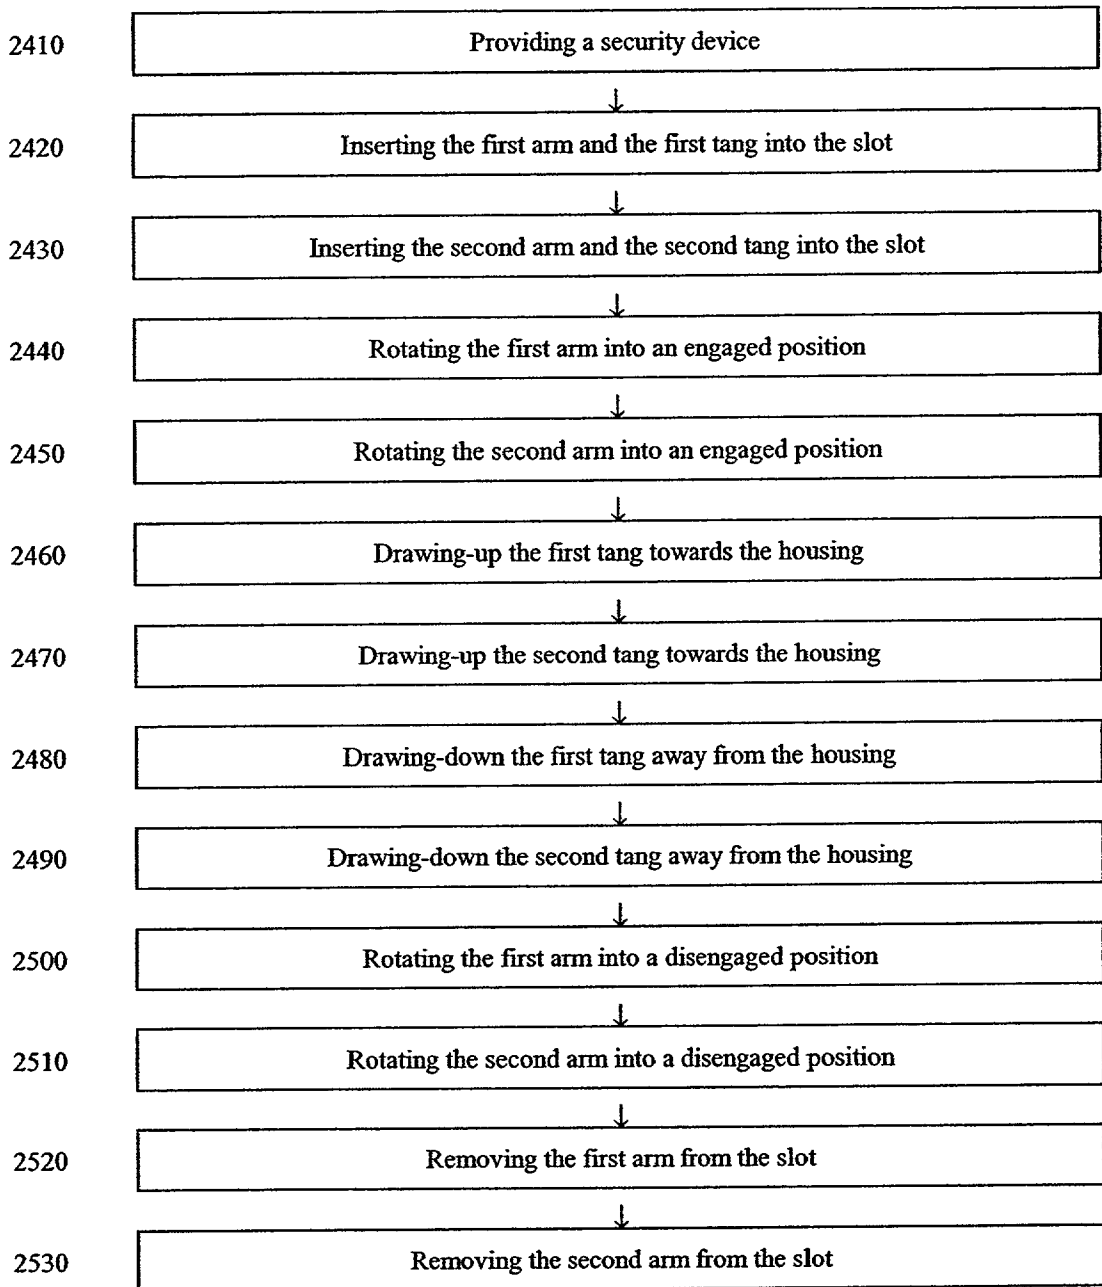 2410 Providing a security device
↓
2420 Inserting the first arm and the first tang into the slot
↓
2430 Inserting the second arm and the second tang into the slot
↓
2440 Rotating the first arm into an engaged position
↓
2450 Rotating the second arm into an engaged position
↓
2460 Drawing-up the first tang towards the housing
↓
2470 Drawing-up the second tang towards the housing
↓
2480 Drawing-down the first tang away from the housing
↓
2490 Drawing-down the second tang away from the housing
↓
2500 Rotating the first arm into a disengaged position
↓
2510 Rotating the second arm into a disengaged position
↓
2520 Removing the first arm from the slot
↓
2530 Removing the second arm from the slot